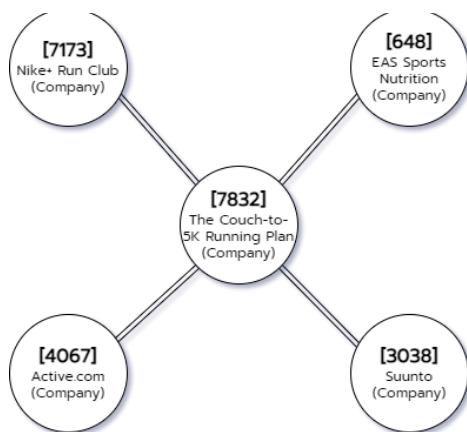 [7173]
Nike+ Run Club
(Company)
[648]
EAS Sports
Nutrition
(Company)
[7832]
The Couch-to-
5K Running Plan
(Company)
[4067]
Active.com
(Company)
[3038]
Suunto
(Company)